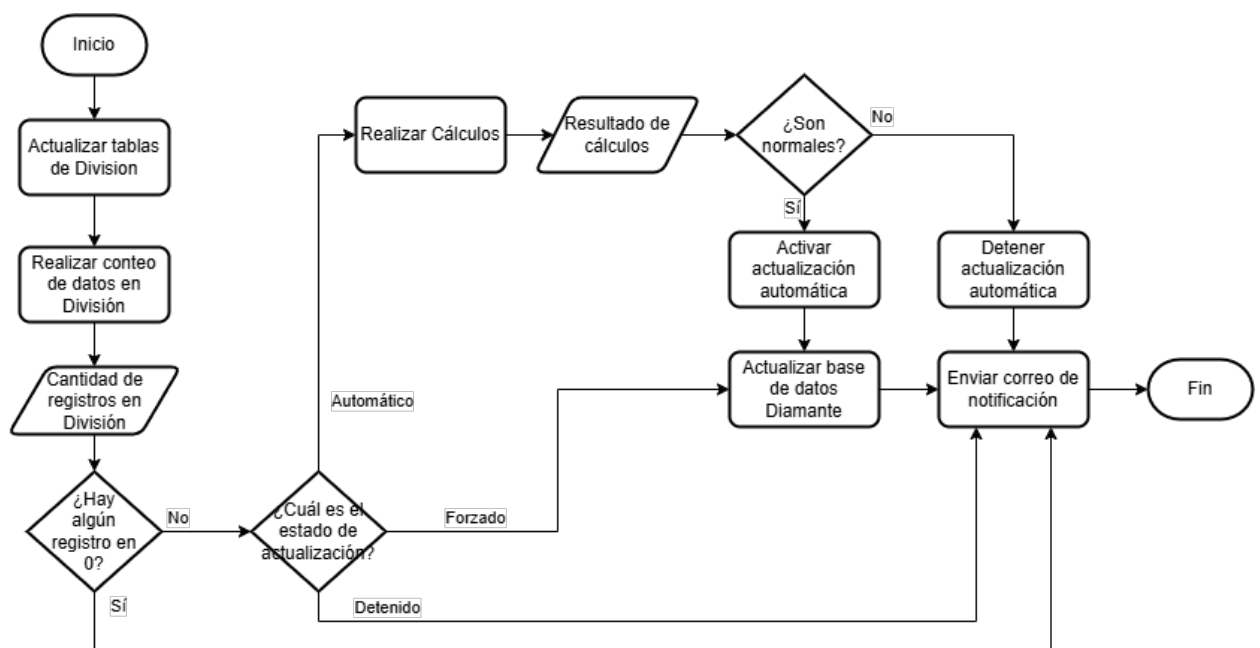 Inicio
Actualizar tablas
de Division
Realizar conteo
de datos en
División
Cantidad de
registros en
División
¿Hay
algún
registro en
0?
No
Sí
¿Cuál es el
estado de
actualización?
Automático
Forzado
Detenido
Realizar Cálculos
Resultado de
cálculos
¿Son
normales?
No
Sí
Activar
actualización
automática
Detener
actualización
automática
Actualizar base
de datos
Diamante
Enviar correo de
notificación
Fin